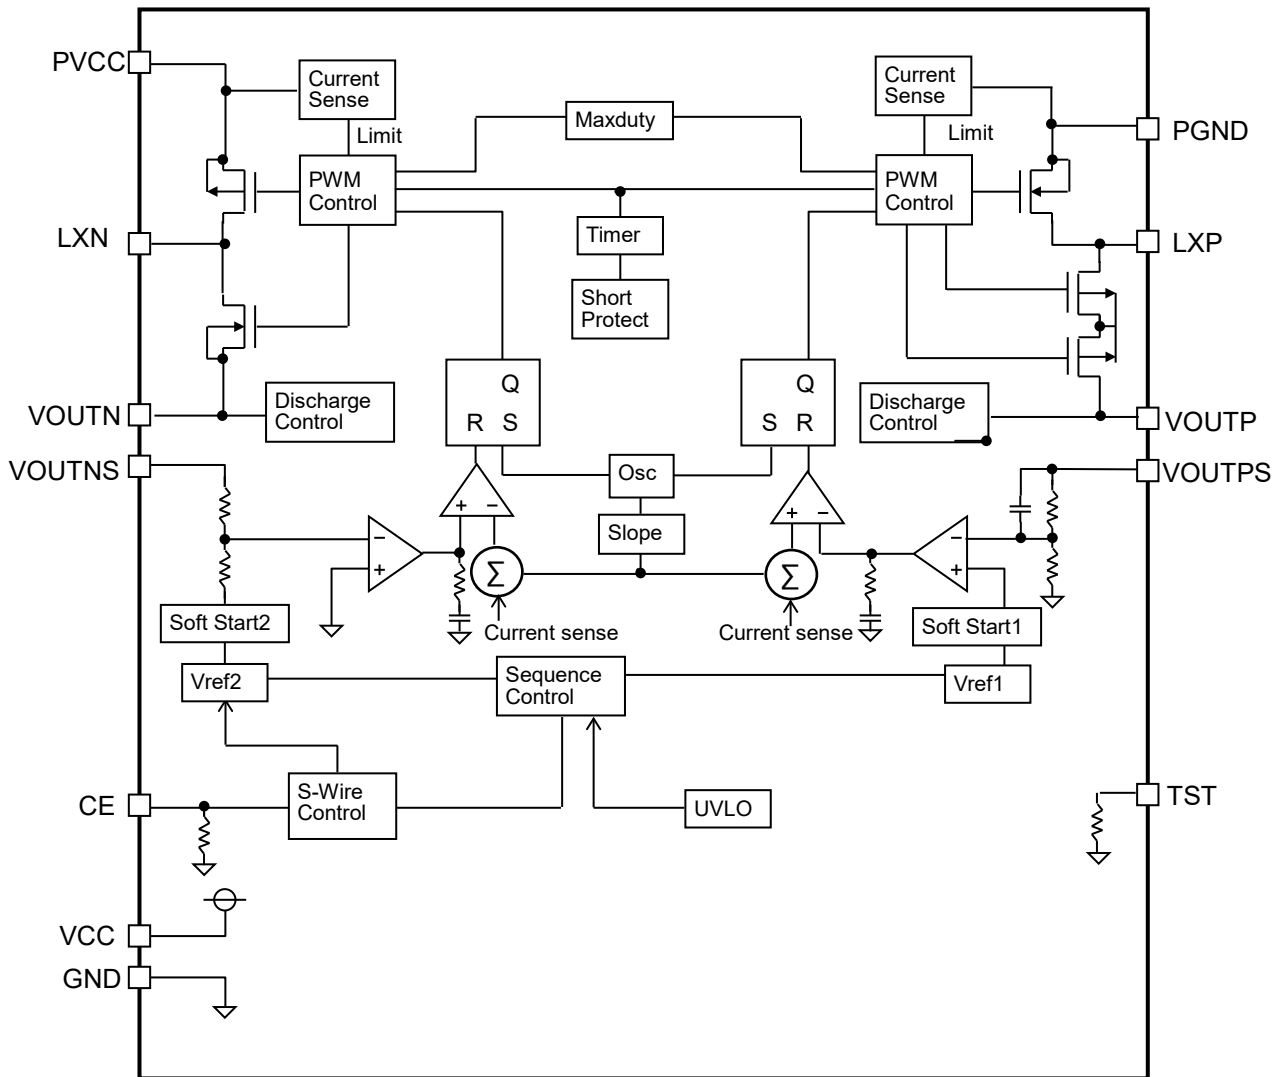 PVCC
Current
Sense
Limit
Maxduty
Current
Sense
Limit
PGND
PWM
Control
PWM
Control
LXN
Timer
LXP
Short
Protect
Q
R S
Q
S R
VOUTN
Discharge
Control
Discharge
Control
VOUTP
VOUTNS
Osc
VOUTPS
+ −
Slope
+ −
−
+
Σ
Σ
−
+
Soft Start2
Current sense
Current sense
Soft Start1
Vref2
Sequence
Control
Vref1
CE
S-Wire
Control
UVLO
TST
VCC
GND